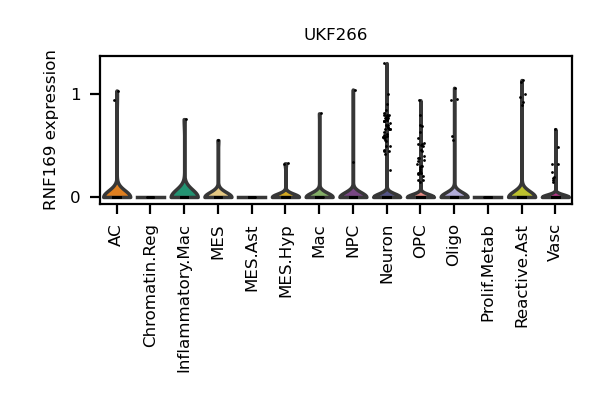 UKF266
RNF169 expression
1
0
AC
Chromatin.Reg
Inflammatory.Mac
MES
MES.Ast
MES.Hyp
Mac
NPC
Neuron
OPC
Oligo
Prolif.Metab
Reactive.Ast
Vasc